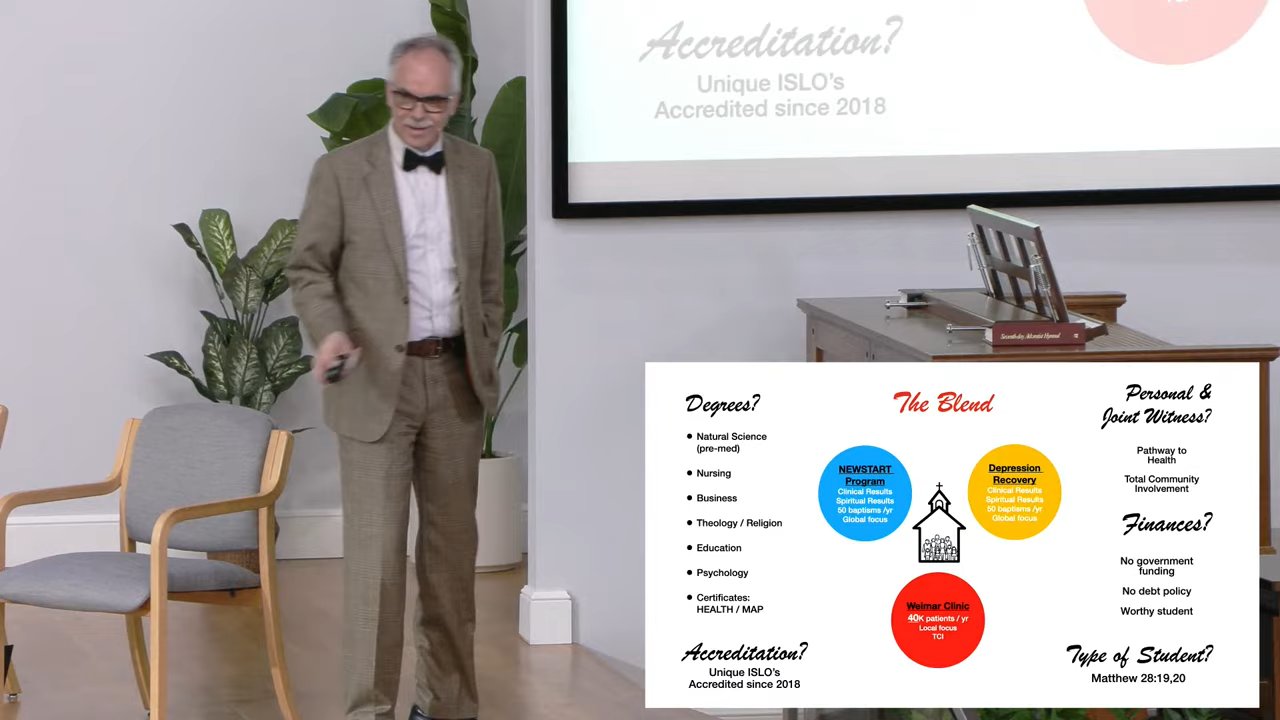 Accreditation?
Unique ISLO's
Accredited since 2018
Seventh-day Adventist Hymnal
Degrees?
• Natural Science
(pre-med)
• Nursing
• Business
• Theology / Religion
• Education
• Psychology
• Certificates:
HEALTH / MAP
Accreditation?
Unique ISLO's
Accredited since 2018
The Blend
NEWSTART
Program
Clinical Results
Spiritual Results
50 baptisms /yr
Global focus
Depression
Recovery
Clinical Results
Spiritual Results
50 baptisms /yr
Global focus
Weimar Clinic
40K patients / yr
Local focus
TCI
Personal &
Joint Witness?
Pathway to
Health
Total Community
Involvement
Finances?
No government
funding
No debt policy
Worthy student
Type of Student?
Matthew 28:19,20